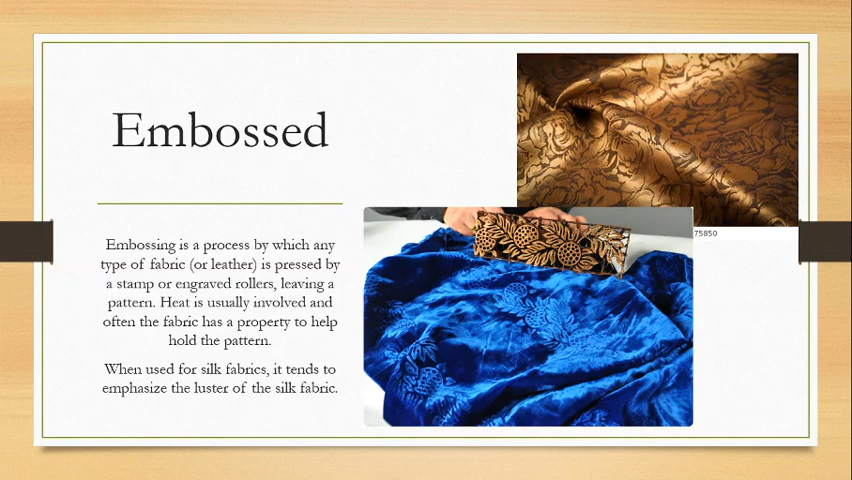 Embossed
75850
Embossing is a process by which any
type of fabric (or leather) is pressed by
a stamp or engraved rollers, leaving a
pattern. Heat is usually involved and
often the fabric has a property to help
hold the pattern.
When used for silk fabrics, it tends to
emphasize the luster of the silk fabric.